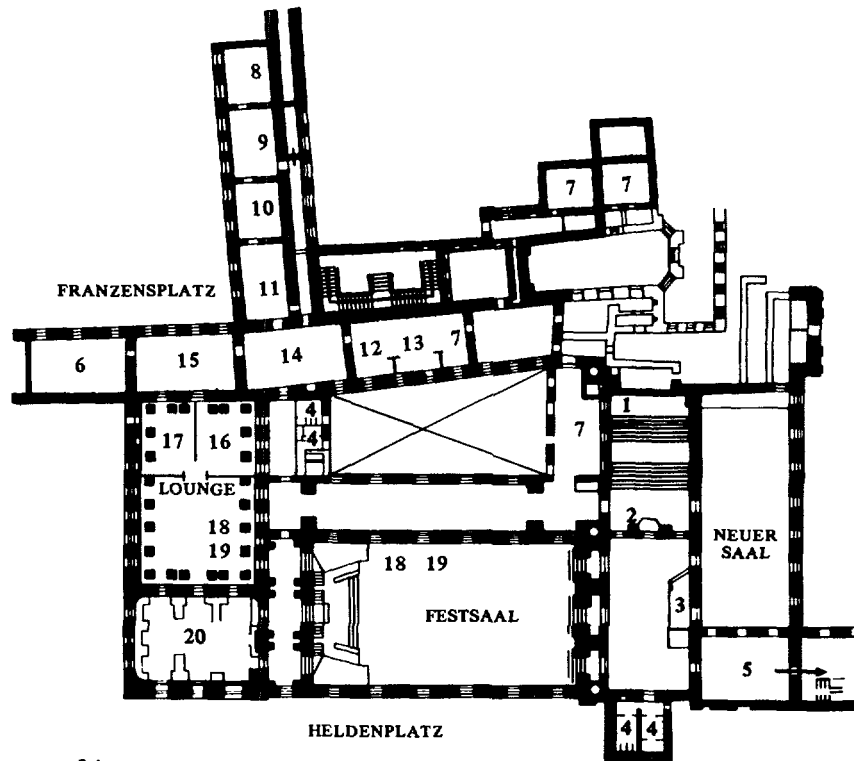 8
9
7 7
10
FRANZENSPLATZ 11
6 15 14 12 13 7
4 1
17 16 4 7
LOUNGE
2
18 NEUER
19 SAAL
18 19
3
FESTSAAL
20
5
HELDENPLATZ 4 4